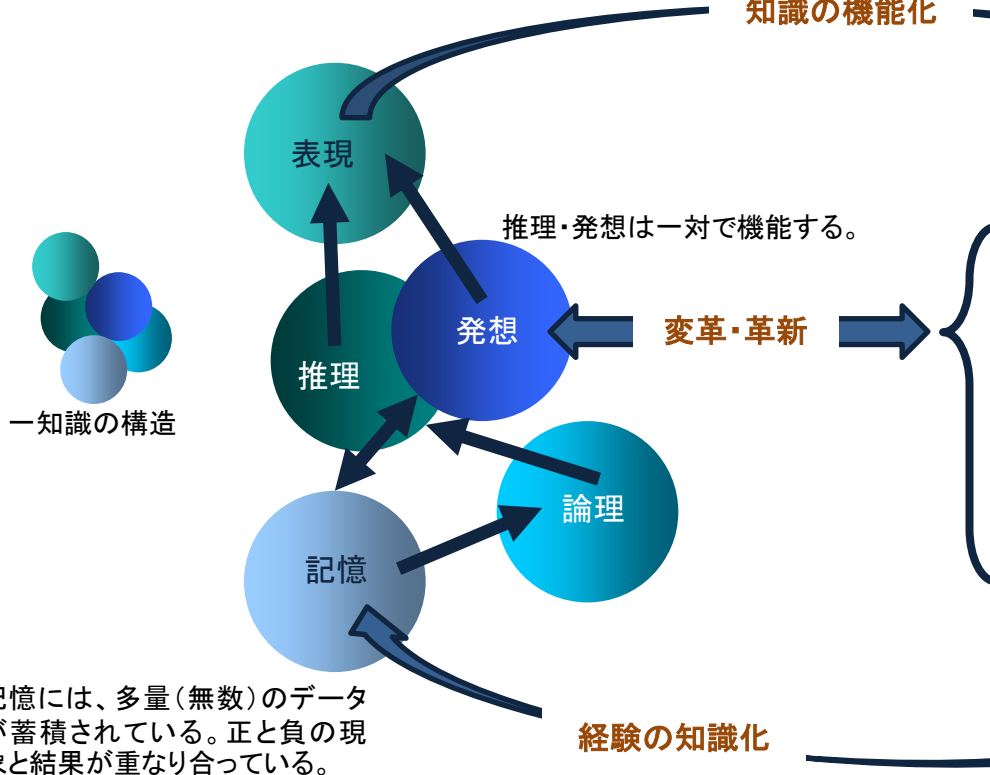 知識の機能化
表現
推理・発想は一対で機能する。
発想
変革・革新
推理
一知識の構造
論理
記憶
記憶には、多量（無数）のデータ
が蓄積されている。正と負の現
象と結果が重なり合っている。
経験の知識化